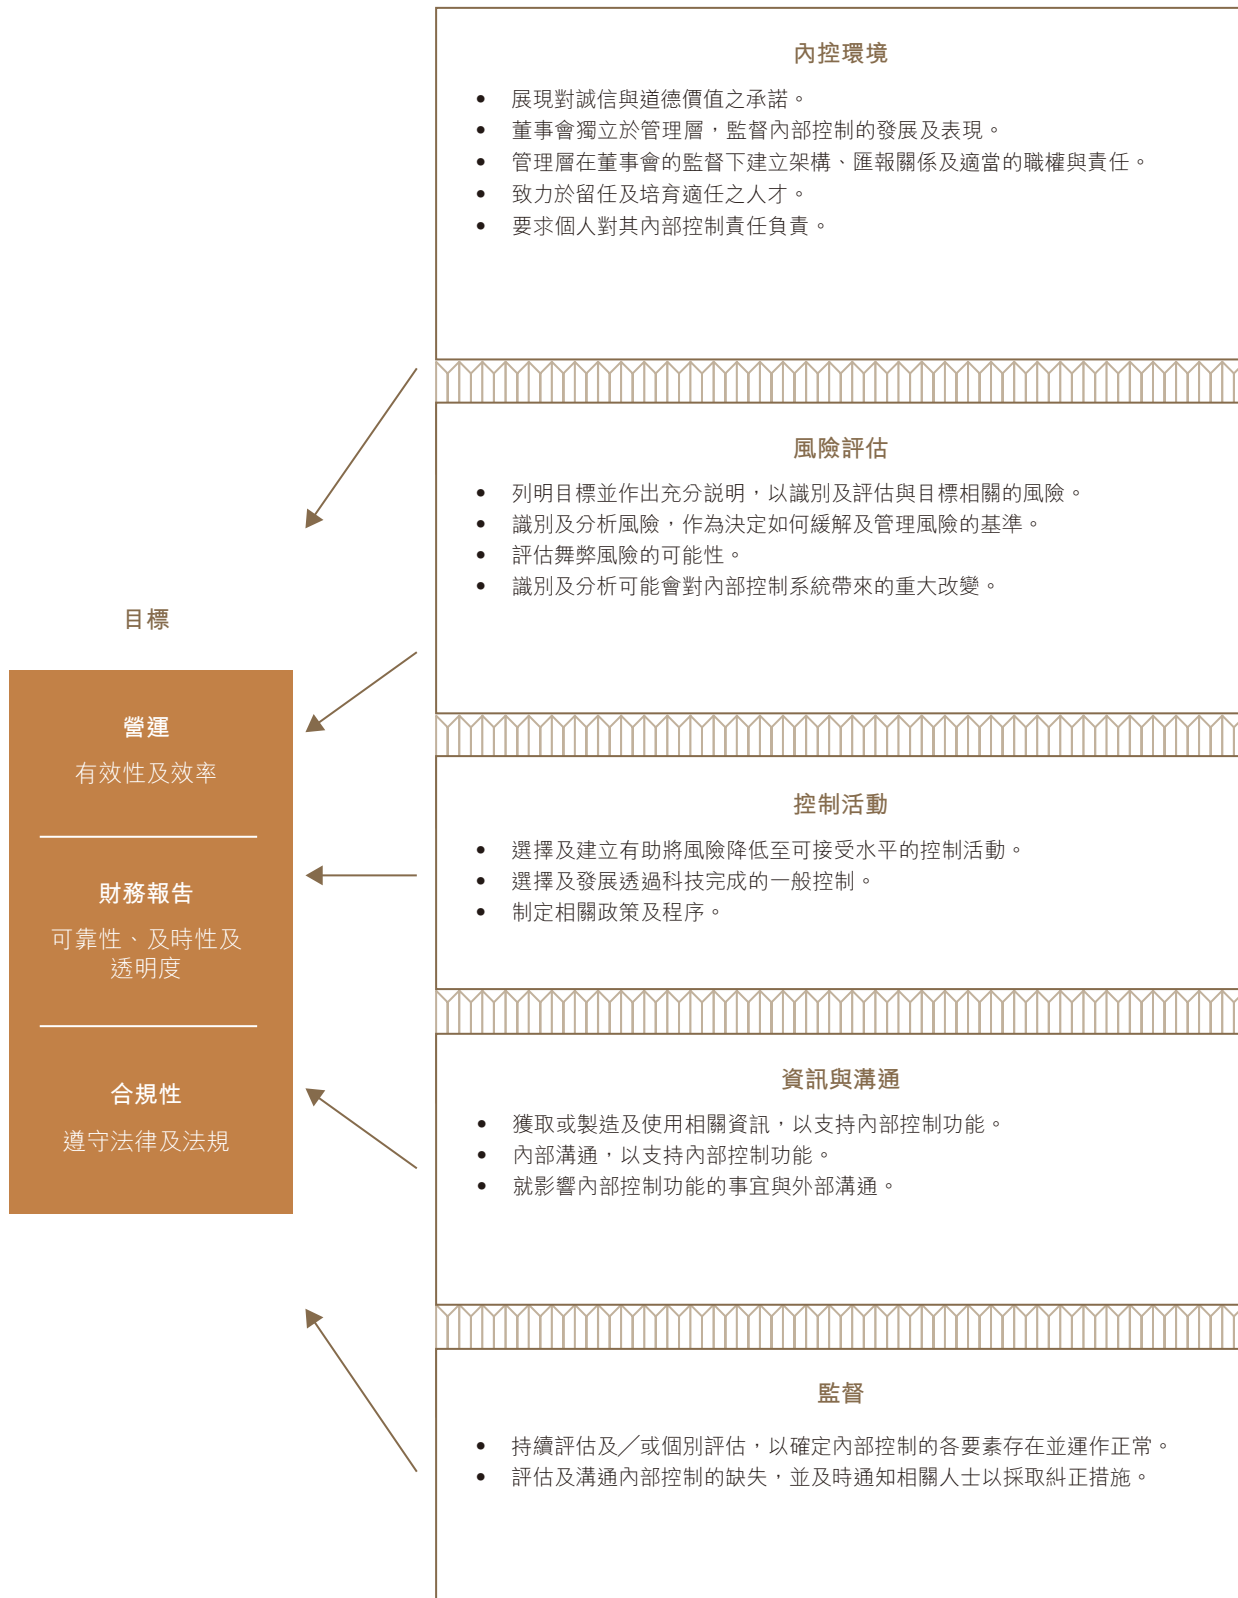 內控環境
• 展現對誠信與道德價值之承諾。
• 董事會獨立於管理層，監督內部控制的發展及表現。
• 管理層在董事會的監督下建立架構、匯報關係及適當的職權與責任。
• 致力於留任及培育適任之人才。
• 要求個人對其內部控制責任負責。
風險評估
• 列明目標並作出充分説明，以識別及評估與目標相關的風險。
• 識別及分析風險，作為決定如何緩解及管理風險的基準。
• 評估舞弊風險的可能性。
• 識別及分析可能會對內部控制系統帶來的重大改變。
目標
營運
有效性及效率
財務報告
可靠性、及時性及
透明度
合規性
遵守法律及法規
控制活動
• 選擇及建立有助將風險降低至可接受水平的控制活動。
• 選擇及發展透過科技完成的一般控制。
• 制定相關政策及程序。
資訊與溝通
• 獲取或製造及使用相關資訊，以支持內部控制功能。
• 內部溝通，以支持內部控制功能。
• 就影響內部控制功能的事宜與外部溝通。
監督
• 持續評估及╱或個別評估，以確定內部控制的各要素存在並運作正常。
• 評估及溝通內部控制的缺失，並及時通知相關人士以採取糾正措施。